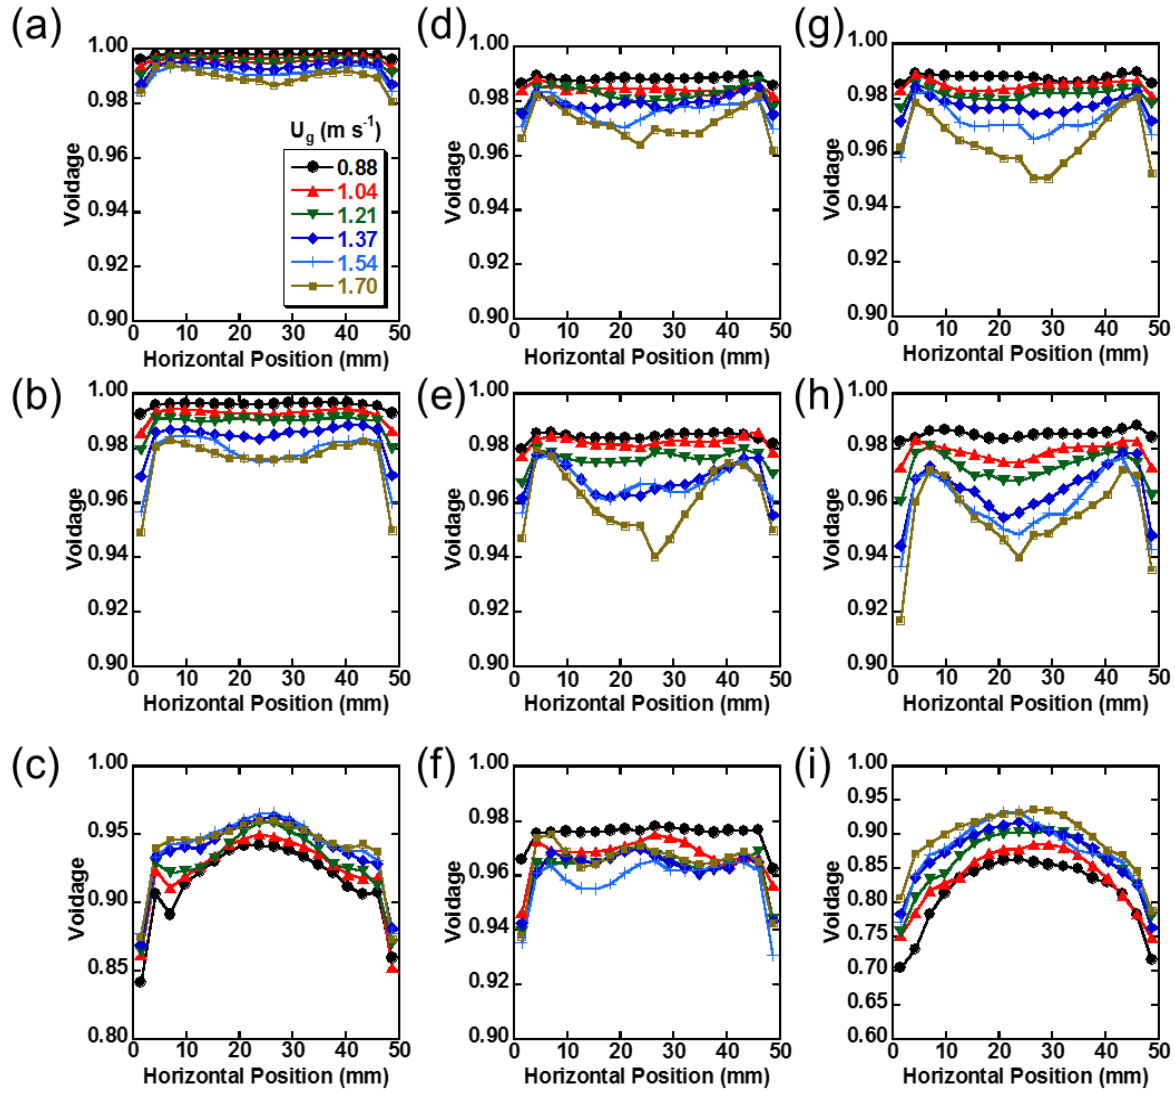 (a)
1.00
0.98
0.96
0.94
0.92
0.90
Voidage
U_g (m s⁻¹)
0.88
1.04
1.21
1.37
1.54
1.70
0 10 20 30 40 50
Horizontal Position (mm)
(d)
1.00
0.98
0.96
0.94
0.92
0.90
Voidage
0 10 20 30 40 50
Horizontal Position (mm)
(g)
1.00
0.98
0.96
0.94
0.92
0.90
Voidage
0 10 20 30 40 50
Horizontal Position (mm)
(b)
1.00
0.98
0.96
0.94
0.92
0.90
Voidage
0 10 20 30 40 50
Horizontal Position (mm)
(e)
1.00
0.98
0.96
0.94
0.92
0.90
Voidage
0 10 20 30 40 50
Horizontal Position (mm)
(h)
1.00
0.98
0.96
0.94
0.92
0.90
Voidage
0 10 20 30 40 50
Horizontal Position (mm)
(c)
1.00
0.95
0.90
0.85
0.80
Voidage
0 10 20 30 40 50
Horizontal Position (mm)
(f)
1.00
0.98
0.96
0.94
0.92
0.90
Voidage
0 10 20 30 40 50
Horizontal Position (mm)
(i)
1.00
0.95
0.90
0.85
0.80
0.75
0.70
0.65
0.60
Voidage
0 10 20 30 40 50
Horizontal Position (mm)